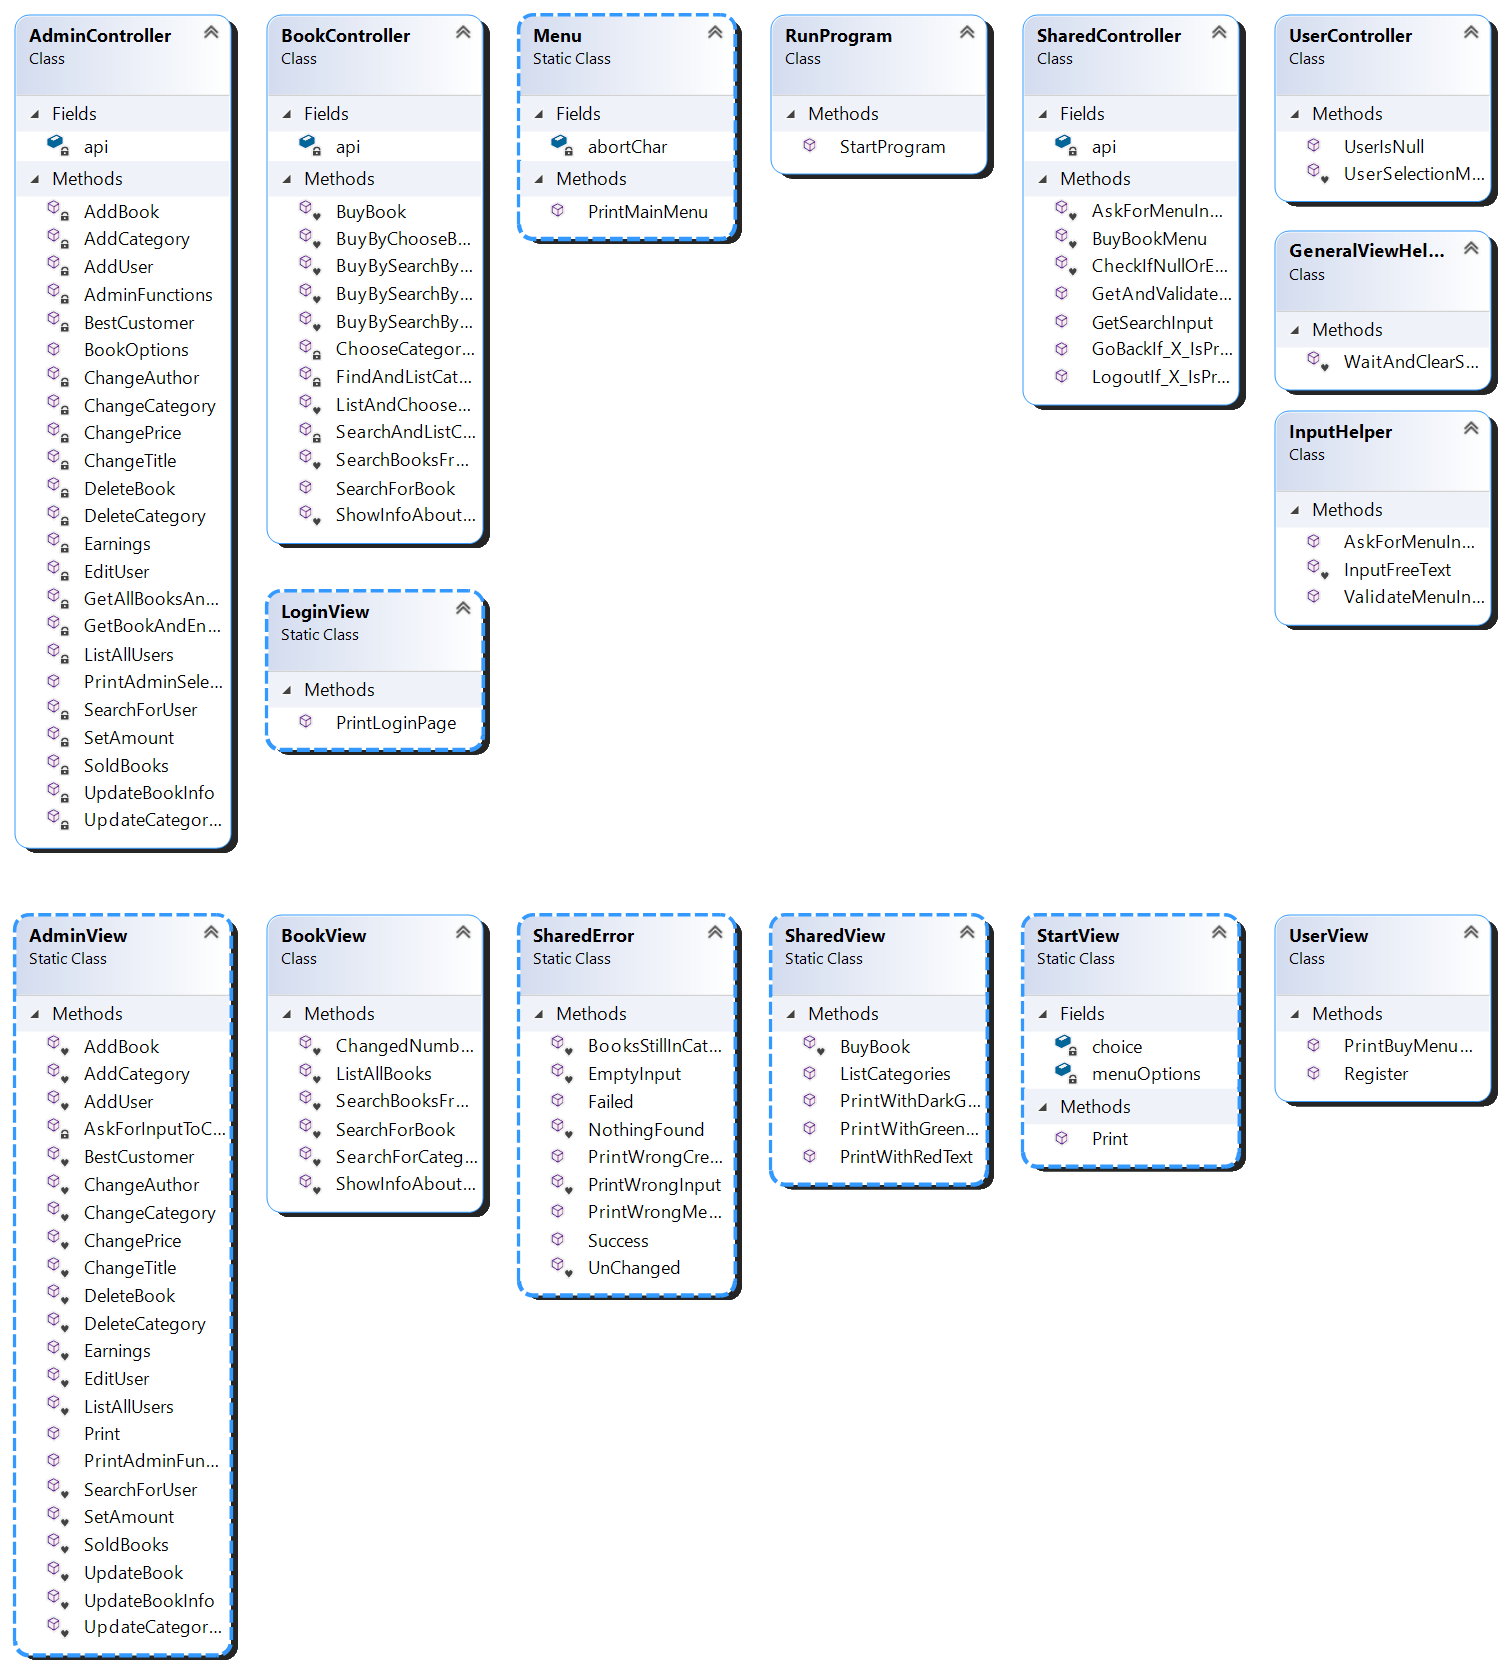 AdminController
Class
Fields
api
Methods
AddBook
AddCategory
AddUser
AdminFunctions
BestCustomer
BookOptions
ChangeAuthor
ChangeCategory
ChangePrice
ChangeTitle
DeleteBook
DeleteCategory
Earnings
EditUser
GetAllBooksAn...
GetBookAndEn...
ListAllUsers
PrintAdminSele...
SearchForUser
SetAmount
SoldBooks
UpdateBookInfo
UpdateCategor...
BookController
Class
Fields
api
Methods
BuyBook
BuyByChooseB...
BuyBySearchBy...
BuyBySearchBy...
BuyBySearchBy...
ChooseCategor...
FindAndListCat...
ListAndChoose...
SearchAndListC...
SearchBooksFr...
SearchForBook
ShowInfoAbout...
LoginView
Static Class
Methods
PrintLoginPage
Menu
Static Class
Fields
abortChar
Methods
PrintMainMenu
RunProgram
Class
Methods
StartProgram
SharedController
Class
Fields
api
Methods
AskForMenuIn...
BuyBookMenu
CheckIfNullOrE...
GetAndValidate...
GetSearchInput
GoBackIf_X_IsPr...
LogoutIf_X_IsPr...
UserController
Class
Methods
UserIsNull
UserSelectionM...
GeneralViewHel...
Class
Methods
WaitAndClearS...
InputHelper
Class
Methods
AskForMenuIn...
InputFreeText
ValidateMenuIn...
AdminView
Static Class
Methods
AddBook
AddCategory
AddUser
AskForInputToC...
BestCustomer
ChangeAuthor
ChangeCategory
ChangePrice
ChangeTitle
DeleteBook
DeleteCategory
Earnings
EditUser
ListAllUsers
Print
PrintAdminFun...
SearchForUser
SetAmount
SoldBooks
UpdateBook
UpdateBookInfo
UpdateCategor...
BookView
Class
Methods
ChangedNumb...
ListAllBooks
SearchBooksFr...
SearchForBook
SearchForCateg...
ShowInfoAbout...
SharedError
Static Class
Methods
BooksStillInCat...
EmptyInput
Failed
NothingFound
PrintWrongCre...
PrintWrongInput
PrintWrongMe...
Success
UnChanged
SharedView
Static Class
Methods
BuyBook
ListCategories
PrintWithDarkG...
PrintWithGreen...
PrintWithRedText
StartView
Static Class
Fields
choice
menuOptions
Methods
Print
UserView
Class
Methods
PrintBuyMenu...
Register